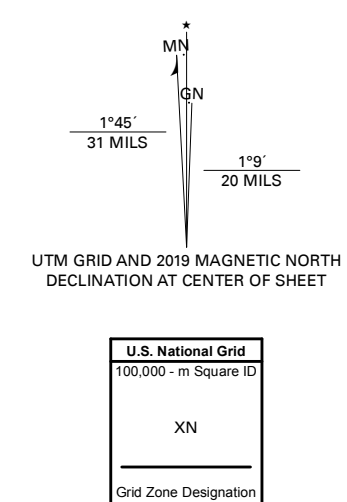 MN
GN
1°45´
31 MILS
1°9´
20 MILS
UTM GRID AND 2019 MAGNETIC NORTH
DECLINATION AT CENTER OF SHEET
U.S. National Grid
100,000 - m Square ID
XN
Grid Zone Designation